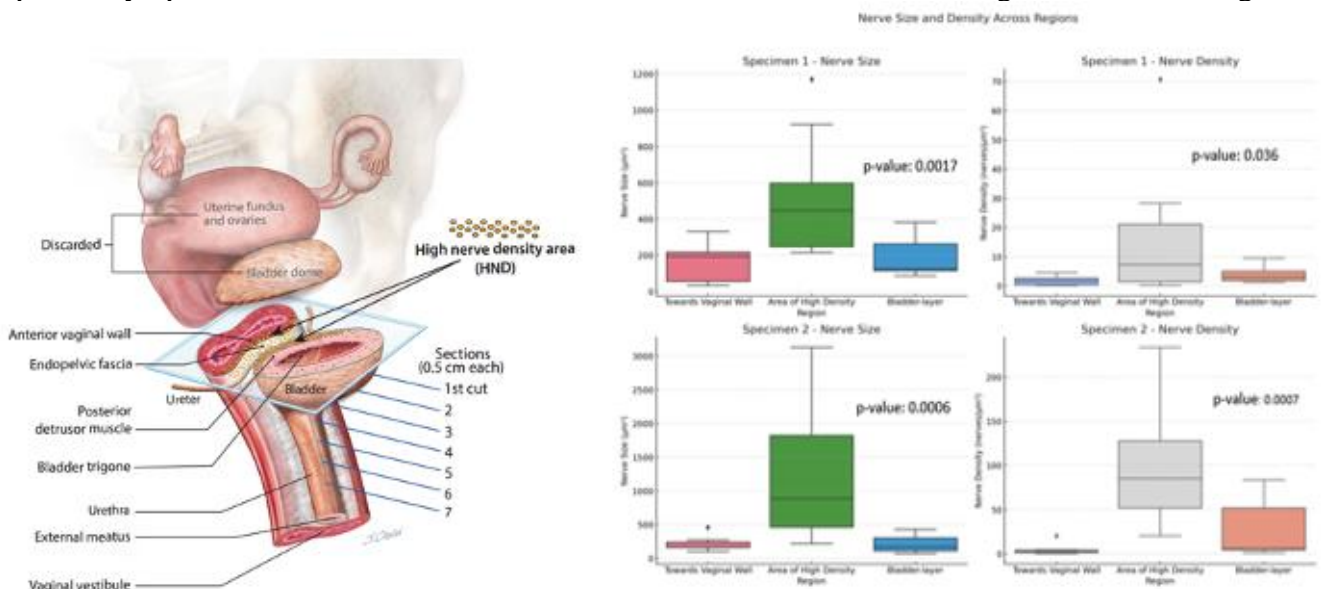 Nerve Size and Density Across Regions
Uterine fundus
and ovaries
Discarded
Bladder dome
High nerve density area
(HND)
Anterior vaginal wall
Endopelvic fascia
Ureter
Bladder
Posterior
detrusor muscle
Bladder trigone
Urethra
External meatus
Vaginal vestibule
Sections
(0.5 cm each)
1st cut
2
3
4
5
6
7
Specimen 1 - Nerve Size
Nerve Size (μm²)
1200
1000
800
600
400
200
0
p-value: 0.0017
Towards Vaginal Wall
Area of High Density
Bladder-layer
Region
Specimen 1 - Nerve Density
70
60
50
40
30
20
10
0
p-value: 0.036
Towards Vaginal Wall
Area of High Density
Bladder-layer
Region
Specimen 2 - Nerve Size
Nerve Size (μm²)
3000
2500
2000
1500
1000
500
0
p-value: 0.0006
Towards Vaginal Wall
Area of High Density
Bladder-layer
Region
Specimen 2 - Nerve Density
200
150
100
50
0
p-value: 0.0007
Towards Vaginal Wall
Area of High Density
Bladder-layer
Region